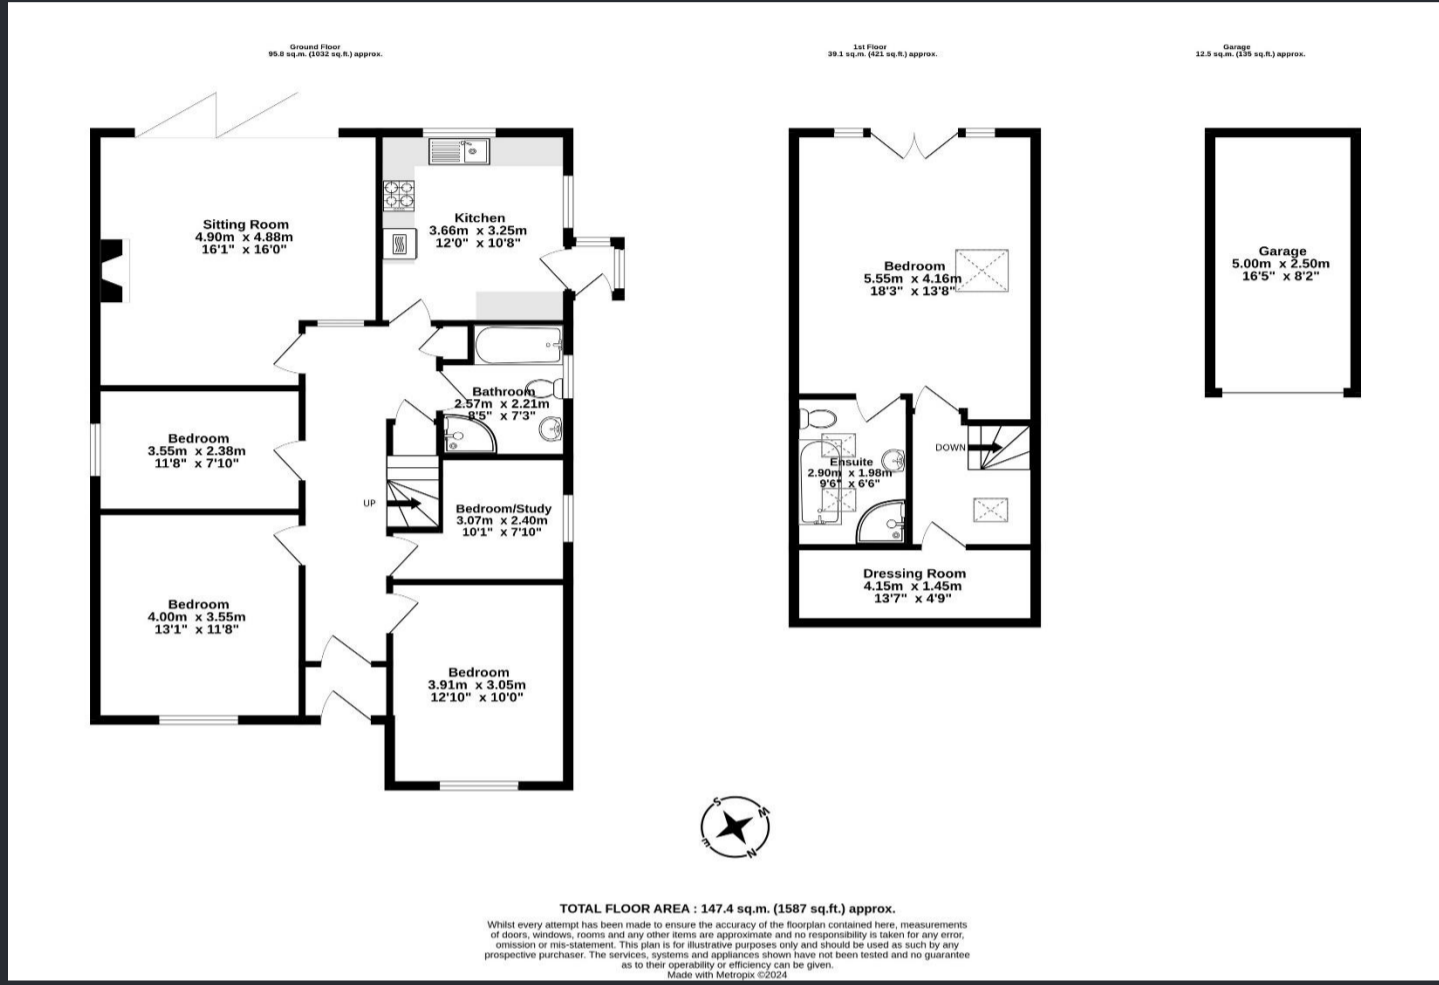 Ground Floor
95.8 sq.m. (1032 sq.ft.) approx.
1st Floor
39.1 sq.m. (421 sq.ft.) approx.
Garage
12.5 sq.m. (135 sq.ft.) approx.
Sitting Room
4.90m x 4.88m
16'1" x 16'0"
Kitchen
3.66m x 3.25m
12'0" x 10'8"
Bathroom
2.57m x 2.21m
8'5" x 7'3"
Bedroom
3.55m x 2.38m
11'8" x 7'10"
UP
Bedroom/Study
3.07m x 2.40m
10'1" x 7'10"
Bedroom
4.00m x 3.55m
13'1" x 11'8"
Bedroom
3.91m x 3.05m
12'10" x 10'0"
Bedroom
5.55m x 4.16m
18'3" x 13'8"
DOWN
Ensuite
2.90m x 1.98m
9'6" x 6'6"
Dressing Room
4.15m x 1.45m
13'7" x 4'9"
Garage
5.00m x 2.50m
16'5" x 8'2"
S
W
E
N
TOTAL FLOOR AREA : 147.4 sq.m. (1587 sq.ft.) approx.
Whilst every attempt has been made to ensure the accuracy of the floorplan contained here, measurements
of doors, windows, rooms and any other items are approximate and no responsibility is taken for any error,
omission or mis-statement. This plan is for illustrative purposes only and should be used as such by any
prospective purchaser. The services, systems and appliances shown have not been tested and no guarantee
as to their operability or efficiency can be given.
Made with Metropix ©2024